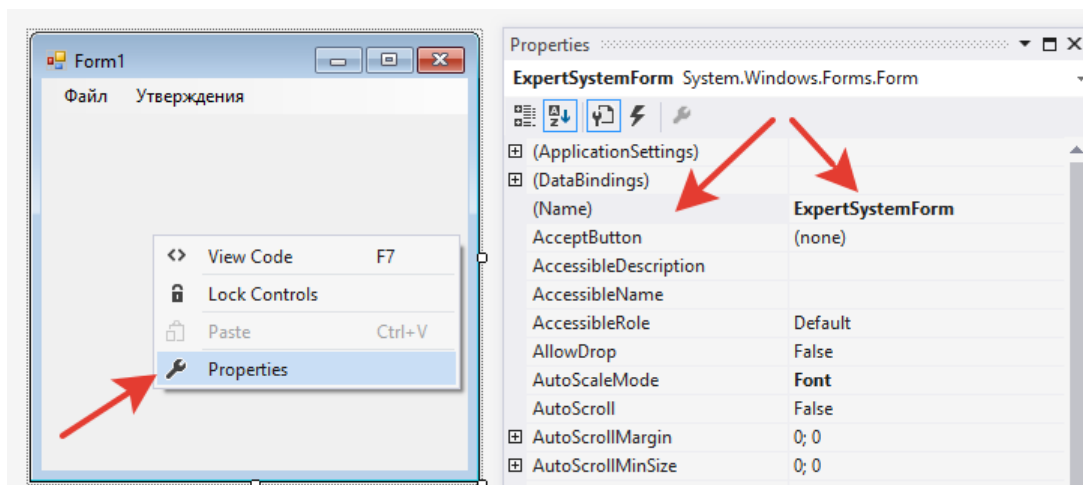 Form1
Файл Утверждения
View Code F7
Lock Controls
Paste Ctrl+V
Properties
Properties
ExpertSystemForm System.Windows.Forms.Form
(ApplicationSettings)
(DataBindings)
(Name) ExpertSystemForm
AcceptButton (none)
AccessibleDescription
AccessibleName
AccessibleRole Default
AllowDrop False
AutoScaleMode Font
AutoScroll False
AutoScrollMargin 0; 0
AutoScrollMinSize 0; 0